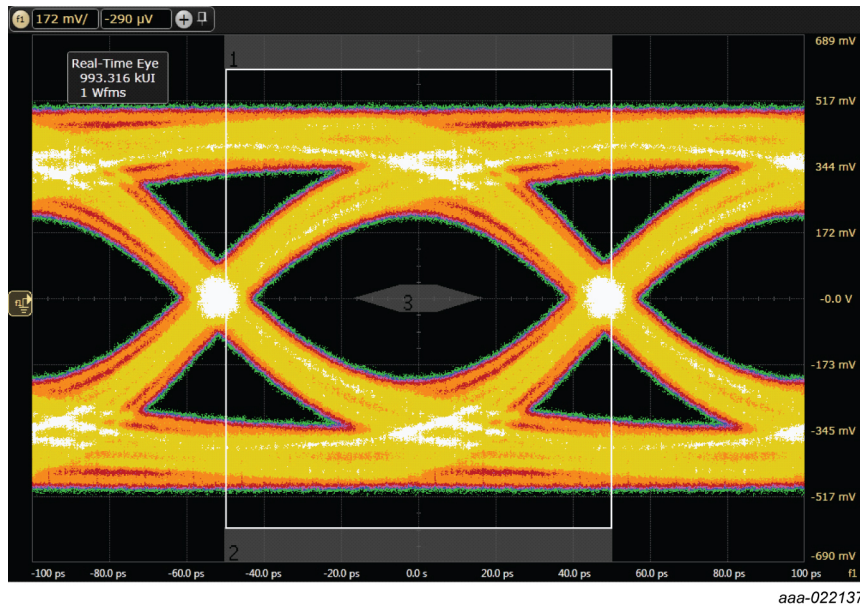 f1 172 mV/ -290 μV +
689 mV
1
Real-Time Eye
993.316 kUI
1 Wfms
517 mV
344 mV
172 mV
f1 3 -0.0 V
-173 mV
-345 mV
-517 mV
2 -690 mV
-100 ps -80.0 ps -60.0 ps -40.0 ps -20.0 ps 0.0 s 20.0 ps 40.0 ps 60.0 ps 80.0 ps 100 ps f1
aaa-022137